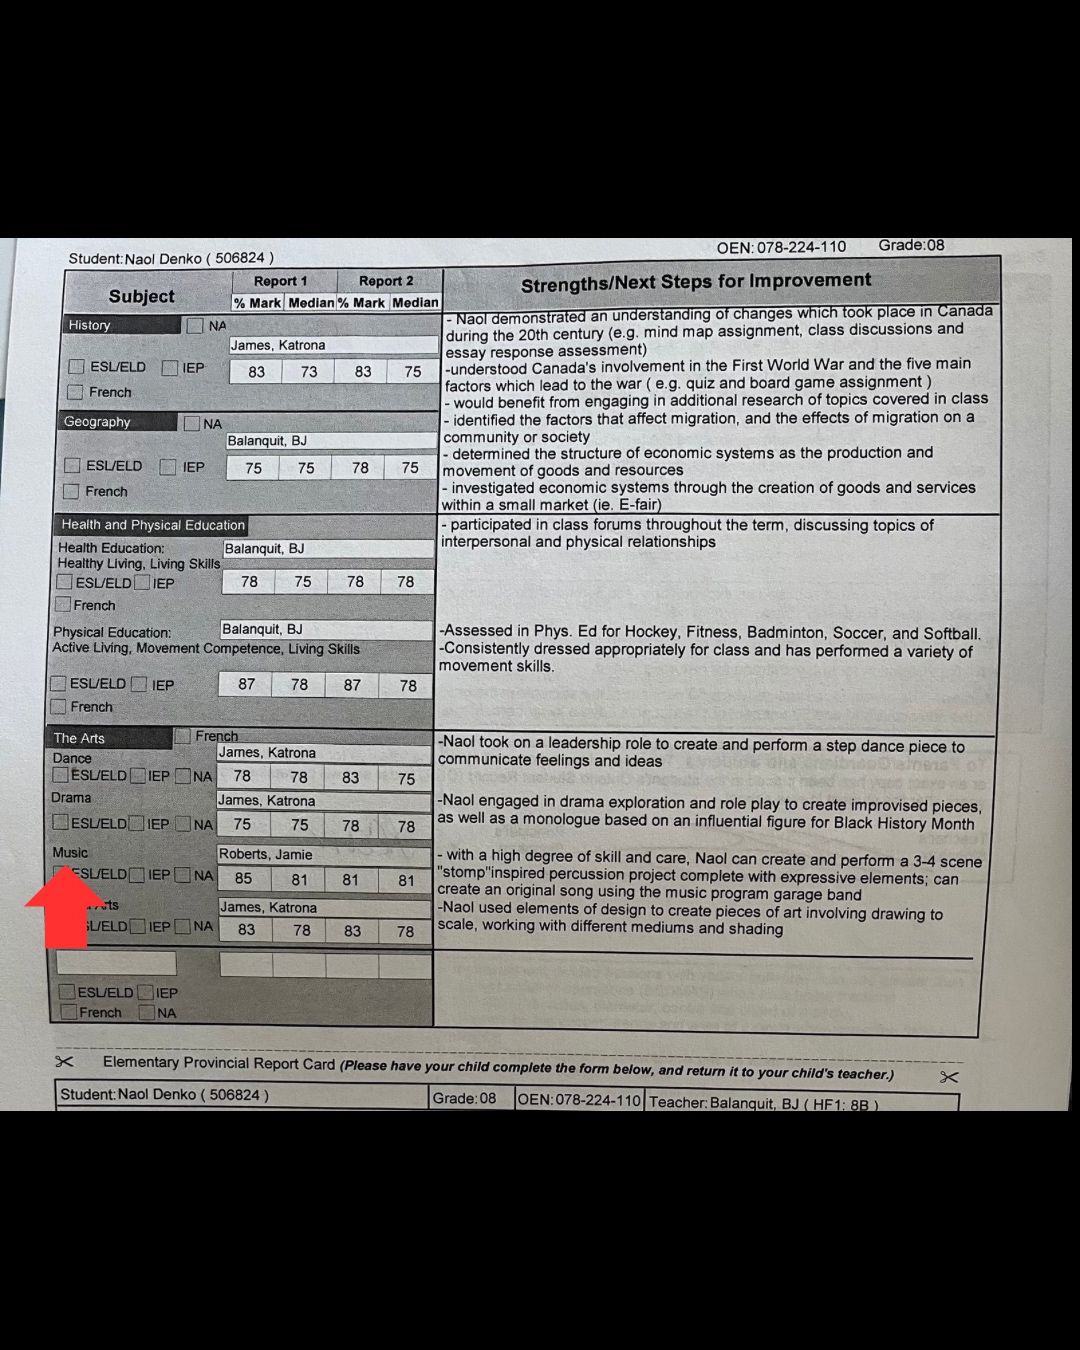 Student: Naol Denko ( 506824 )
OEN: 078-224-110 Grade:08
Subject
Report 1 Report 2
% Mark Median % Mark Median
Strengths/Next Steps for Improvement
History NA
James, Katrona
ESL/ELD IEP
83 73 83 75
French
- Naol demonstrated an understanding of changes which took place in Canada
during the 20th century (e.g. mind map assignment, class discussions and
essay response assessment)
-understood Canada's involvement in the First World War and the five main
factors which lead to the war ( e.g. quiz and board game assignment )
- would benefit from engaging in additional research of topics covered in class
Geography NA
Balanquit, BJ
ESL/ELD IEP
75 75 78 75
French
- identified the factors that affect migration, and the effects of migration on a
community or society
- determined the structure of economic systems as the production and
movement of goods and resources
- investigated economic systems through the creation of goods and services
within a small market (ie. E-fair)
Health and Physical Education
Health Education:
Balanquit, BJ
Healthy Living, Living Skills
ESL/ELD IEP
78 75 78 78
French
- participated in class forums throughout the term, discussing topics of
interpersonal and physical relationships
Physical Education:
Balanquit, BJ
Active Living, Movement Competence, Living Skills
ESL/ELD IEP
87 78 87 78
French
-Assessed in Phys. Ed for Hockey, Fitness, Badminton, Soccer, and Softball.
-Consistently dressed appropriately for class and has performed a variety of
movement skills.
The Arts French
Dance
James, Katrona
ESL/ELD IEP NA
78 78 83 75
-Naol took on a leadership role to create and perform a step dance piece to
communicate feelings and ideas
Drama
James, Katrona
ESL/ELD IEP NA
75 75 78 78
-Naol engaged in drama exploration and role play to create improvised pieces,
as well as a monologue based on an influential figure for Black History Month
Music
Roberts, Jamie
ESL/ELD IEP NA
85 81 81 81
- with a high degree of skill and care, Naol can create and perform a 3-4 scene
"stomp"inspired percussion project complete with expressive elements; can
create an original song using the music program garage band
James, Katrona
IEP NA
83 78 83 78
-Naol used elements of design to create pieces of art involving drawing to
scale, working with different mediums and shading
ESL/ELD IEP
French NA
Elementary Provincial Report Card (Please have your child complete the form below, and return it to your child's teacher.)
Student: Naol Denko ( 506824 ) Grade: 08 OEN: 078-224-110 Teacher: Balanquit, BJ ( HF1: 8B )